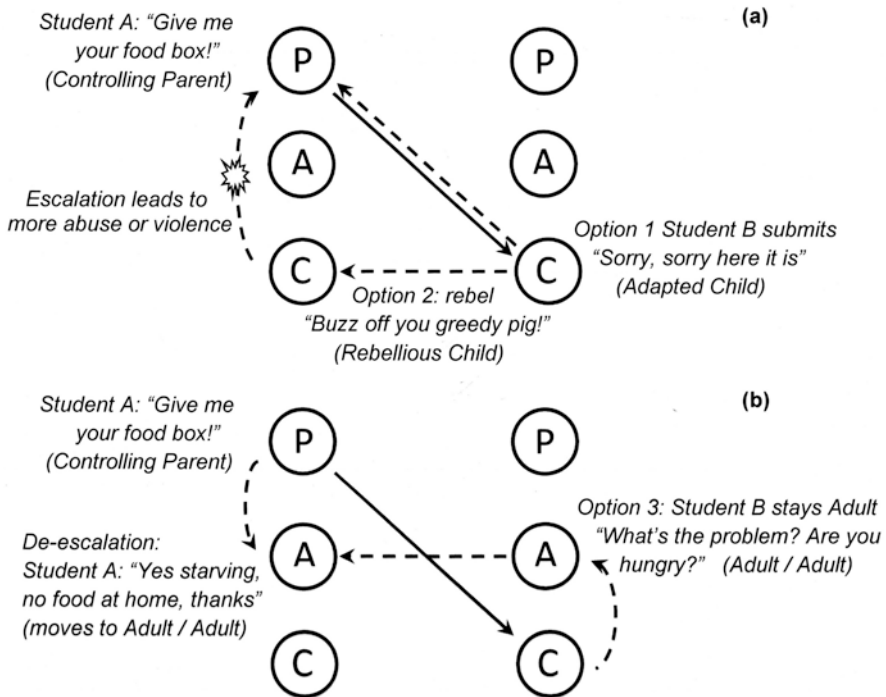 (a)
Student A: “Give me
your food box!”
(Controlling Parent)
P
P
A
A
Escalation leads to
more abuse or violence
C
C
Option 1 Student B submits
“Sorry, sorry here it is”
(Adapted Child)
Option 2: rebel
“Buzz off you greedy pig!”
(Rebellious Child)
(b)
Student A: “Give me
your food box!”
(Controlling Parent)
P
P
Option 3: Student B stays Adult
“What’s the problem? Are you
hungry?” (Adult / Adult)
A
A
De-escalation:
Student A: “Yes starving,
no food at home, thanks”
(moves to Adult / Adult)
C
C